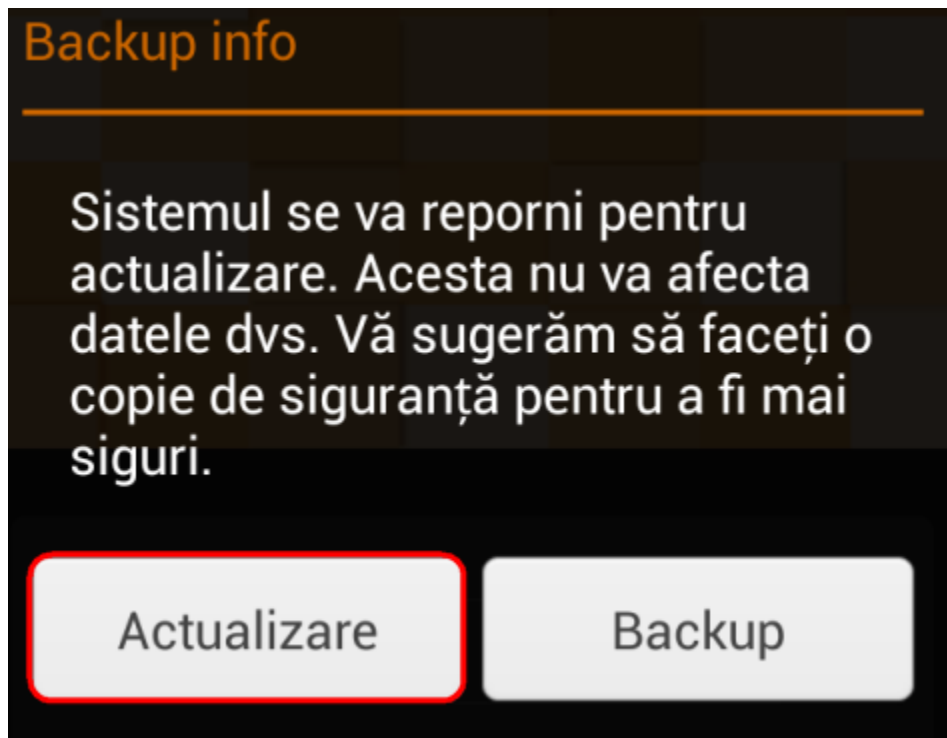 Backup info
Sistemul se va reporni pentru
actualizare. Acesta nu va afecta
datele dvs. Vă sugerăm să faceți o
copie de siguranță pentru a fi mai
siguri.
Actualizare
Backup